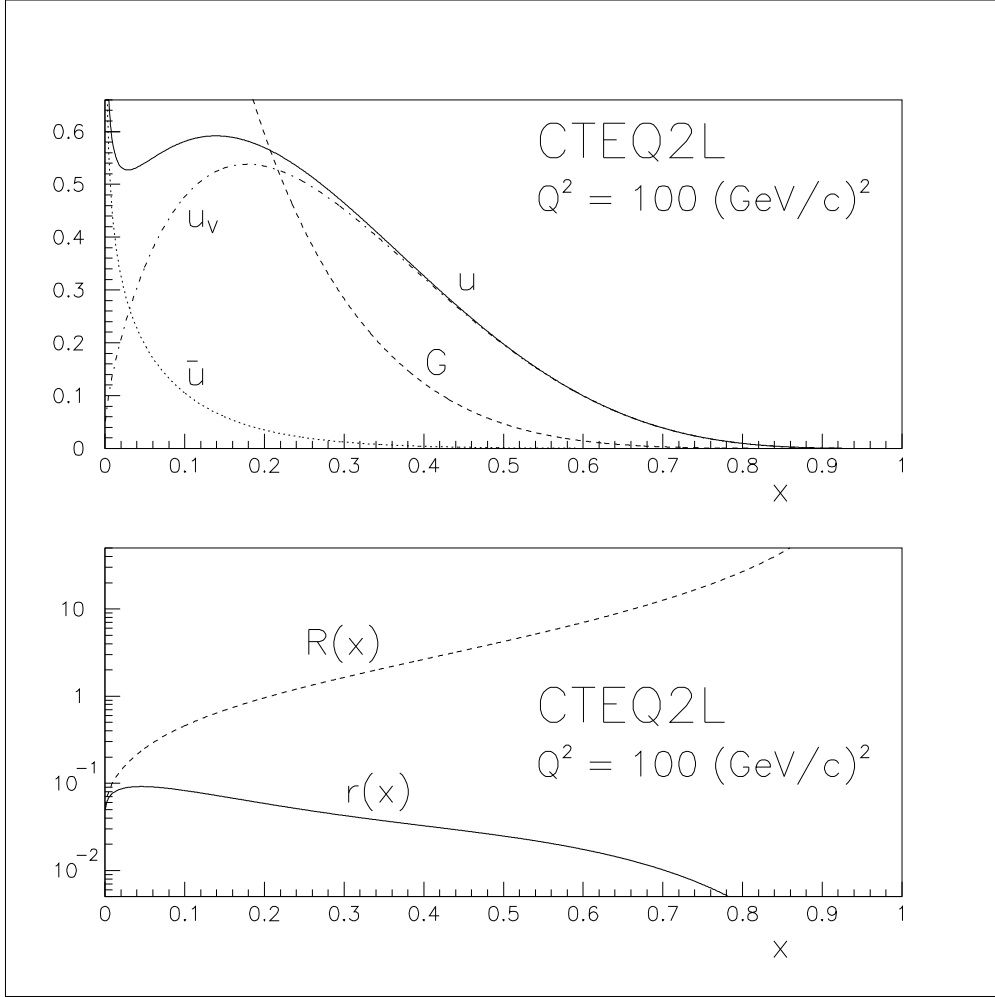 CTEQ2L
Q² = 100 (GeV/c)²
0.6
0.5
0.4
0.3
0.2
0.1
0
u_v
u
G
ū
0 0.1 0.2 0.3 0.4 0.5 0.6 0.7 0.8 0.9 1
x
10
1
10⁻¹
10⁻²
R(x)
CTEQ2L
Q² = 100 (GeV/c)²
r(x)
0 0.1 0.2 0.3 0.4 0.5 0.6 0.7 0.8 0.9 1
x